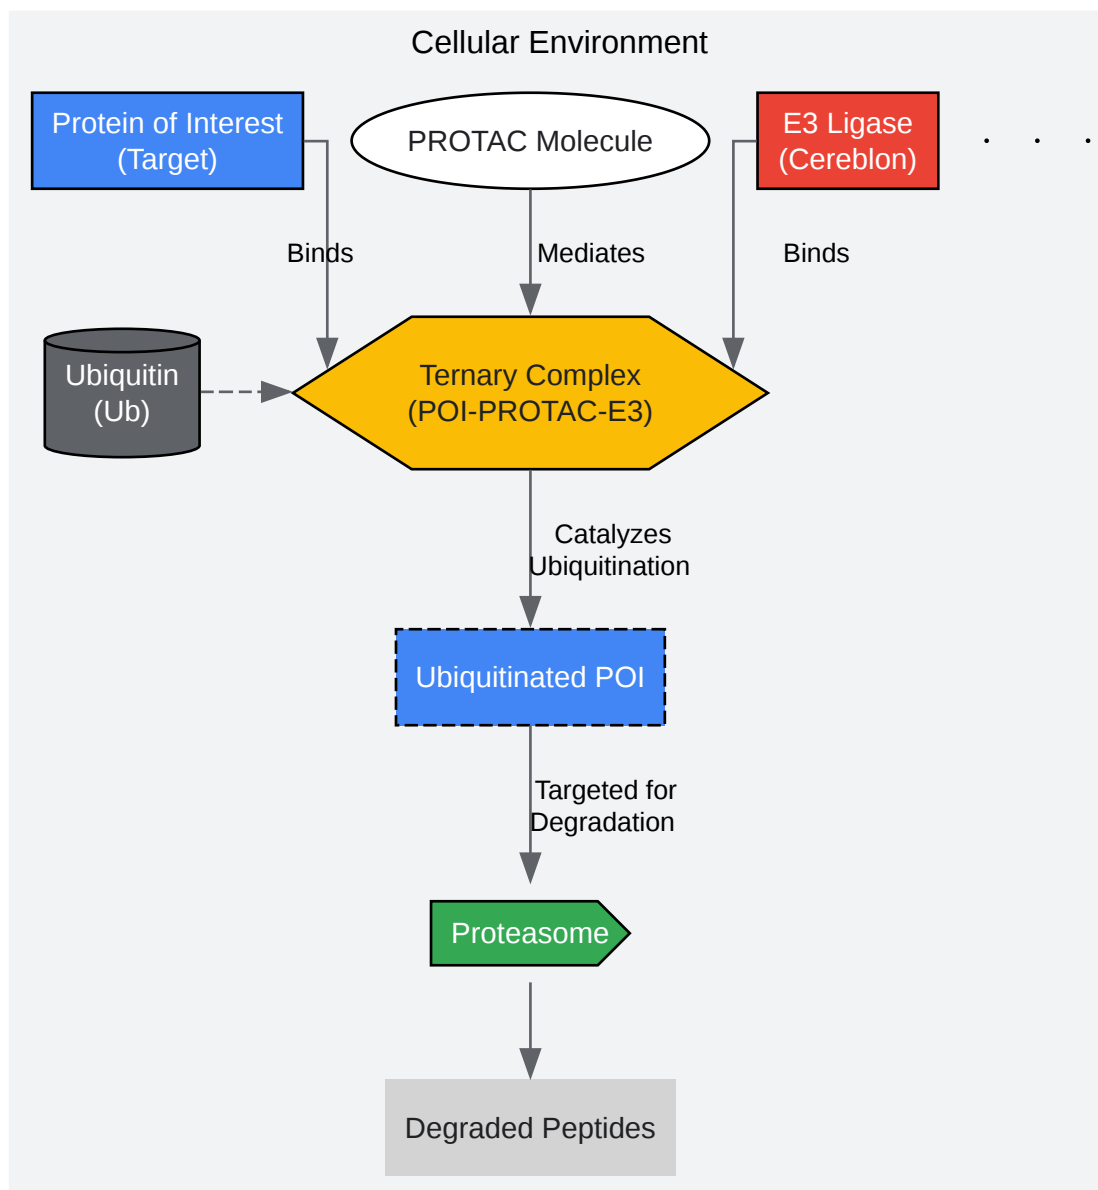 Cellular Environment
Protein of Interest
(Target)
PROTAC Molecule
E3 Ligase
(Cereblon)
. . .
Binds
Mediates
Binds
Ubiquitin
(Ub)
Ternary Complex
(POI-PROTAC-E3)
Catalyzes
Ubiquitination
Ubiquitinated POI
Targeted for
Degradation
Proteasome
Degraded Peptides